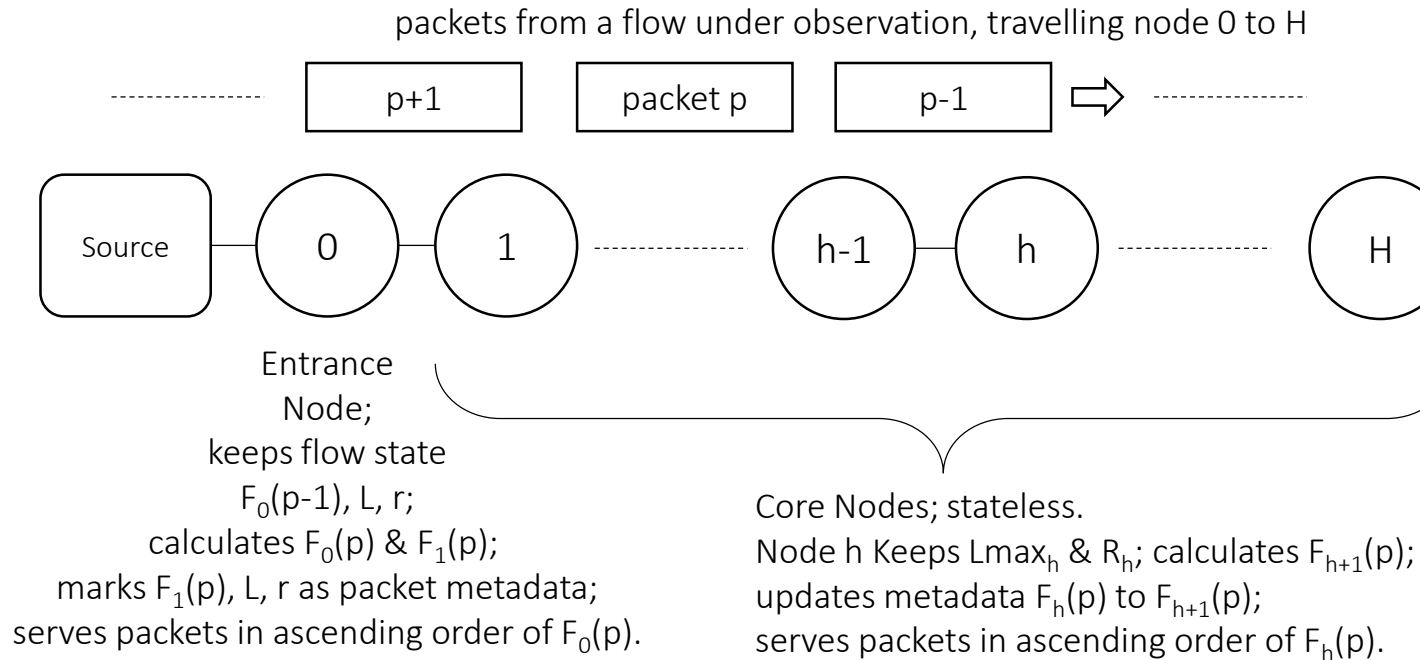 packets from a flow under observation, travelling node 0 to H
p+1
packet p
p-1
Source
0
1
h-1
h
H
Entrance
Node;
keeps flow state
F₀(p-1), L, r;
calculates F₀(p) & F₁(p);
marks F₁(p), L, r as packet metadata;
serves packets in ascending order of F₀(p).
Core Nodes; stateless.
Node h Keeps Lmaxₕ & Rₕ; calculates Fₕ₊₁(p);
updates metadata Fₕ(p) to Fₕ₊₁(p);
serves packets in ascending order of Fₕ(p).